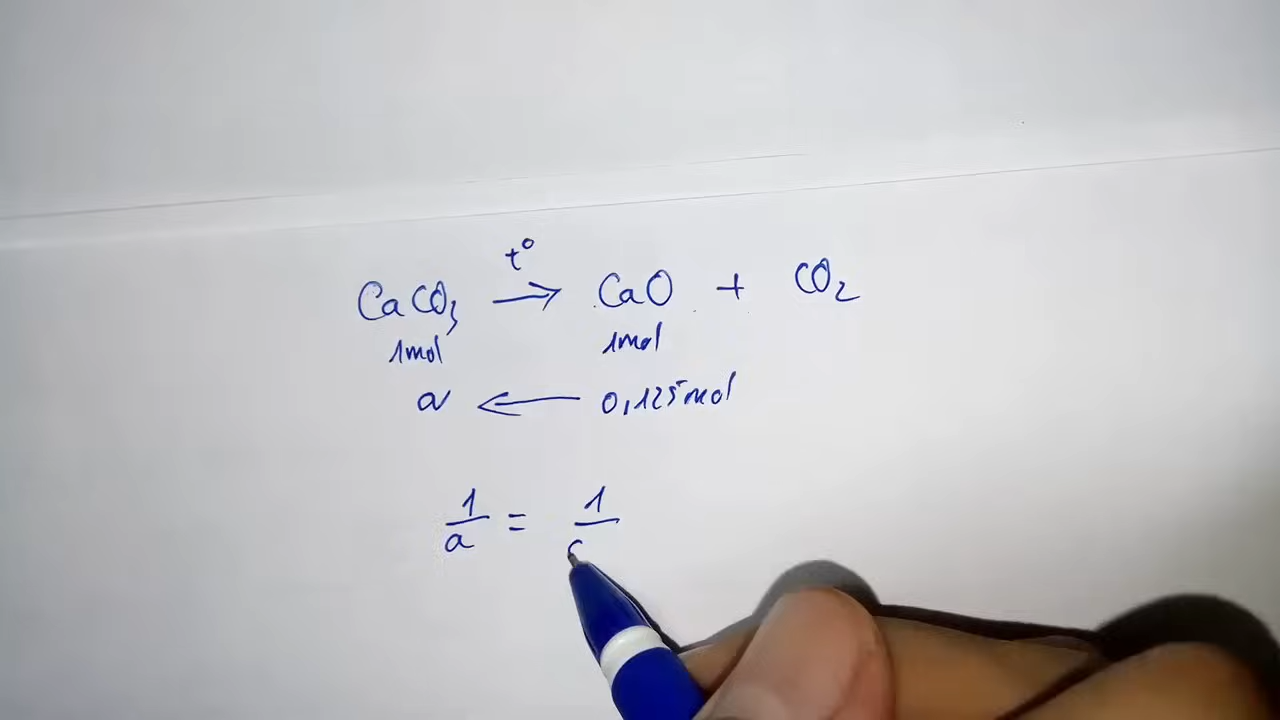 t°
CaCO₃ → CaO + CO₂
1mol 1mol
a ← 0,125mol
1/a = 1/